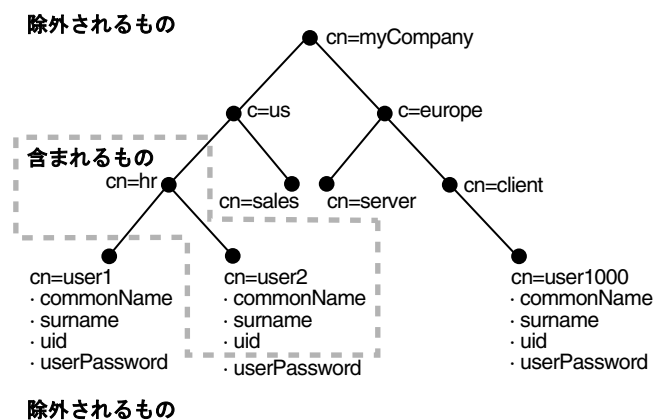 除外されるもの
cn=myCompany
c=us
c=europe
含まれるもの
cn=hr
cn=sales
cn=server
cn=client
cn=user1
· commonName
· surname
· uid
· userPassword
cn=user2
· commonName
· surname
· uid
· userPassword
cn=user1000
· commonName
· surname
· uid
· userPassword
除外されるもの